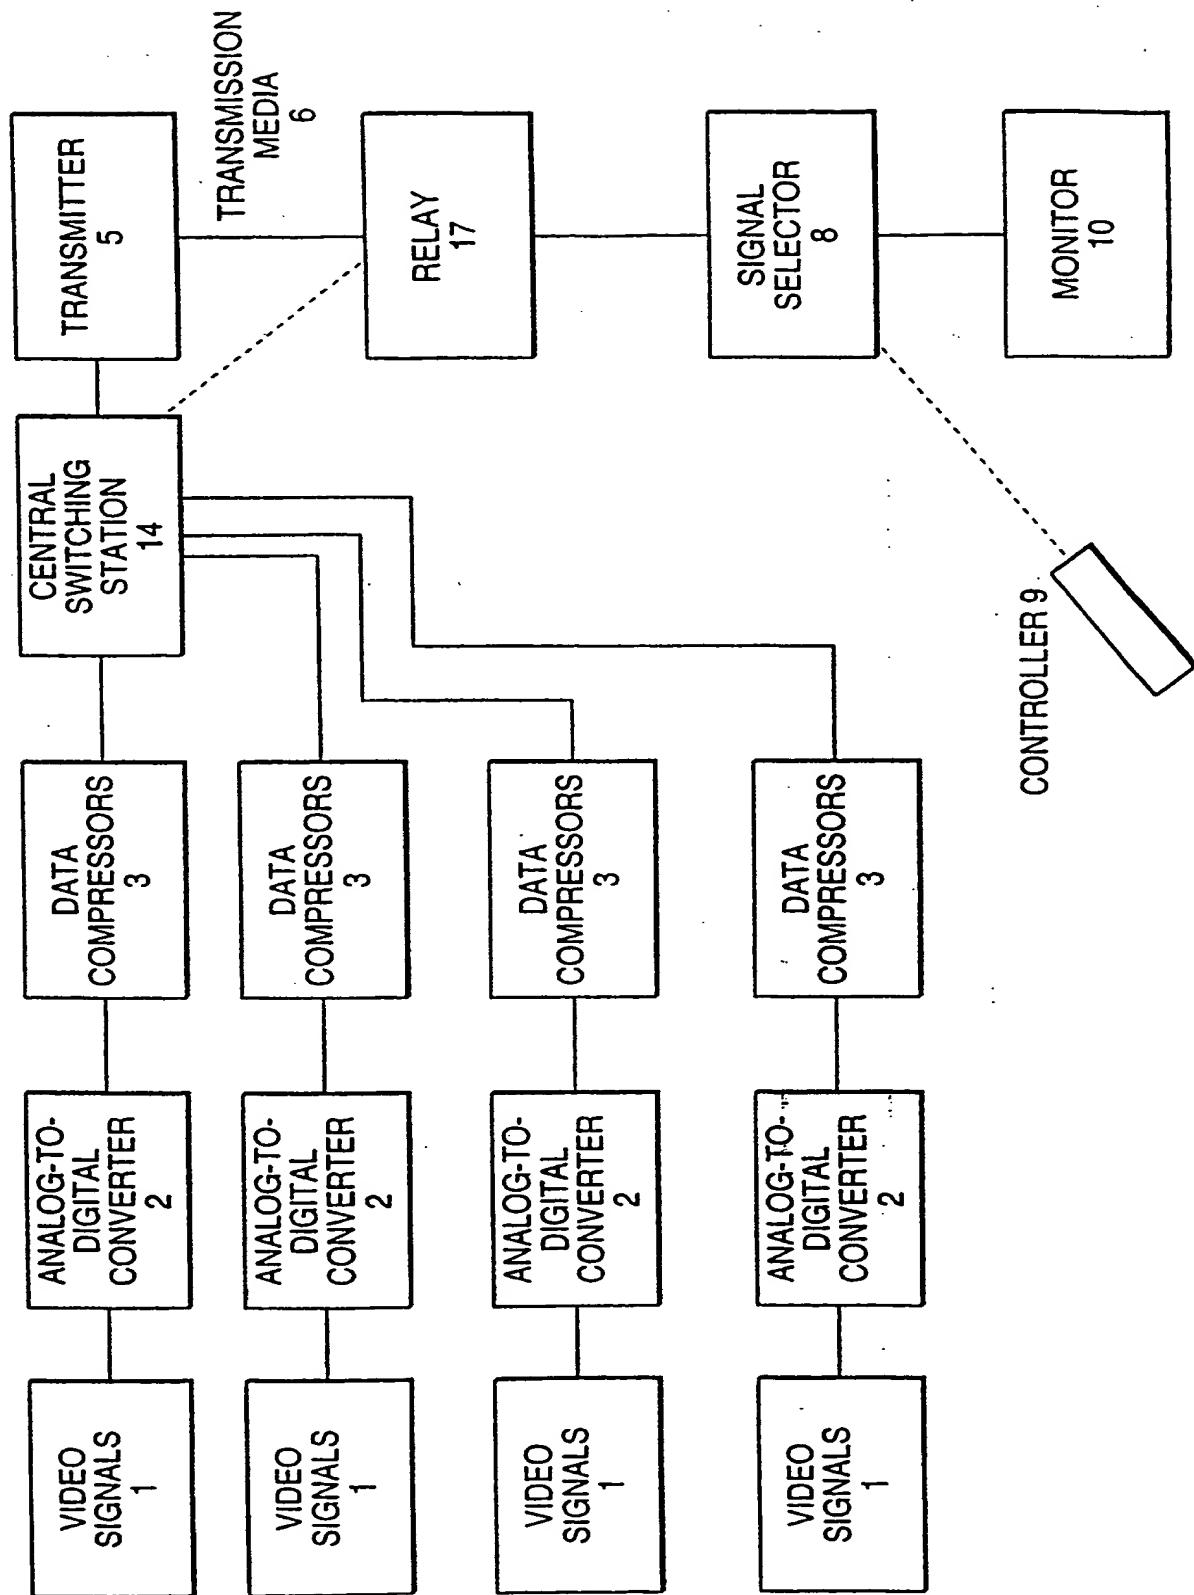 VIDEO
SIGNALS
1
ANALOG-TO-
DIGITAL
CONVERTER
2
DATA
COMPRESSORS
3
CENTRAL
SWITCHING
STATION
14
TRANSMITTER
5
VIDEO
SIGNALS
1
ANALOG-TO-
DIGITAL
CONVERTER
2
DATA
COMPRESSORS
3
TRANSMISSION
MEDIA
6
VIDEO
SIGNALS
1
ANALOG-TO-
DIGITAL
CONVERTER
2
DATA
COMPRESSORS
3
RELAY
17
VIDEO
SIGNALS
1
ANALOG-TO-
DIGITAL
CONVERTER
2
DATA
COMPRESSORS
3
SIGNAL
SELECTOR
8
CONTROLLER 9
MONITOR
10